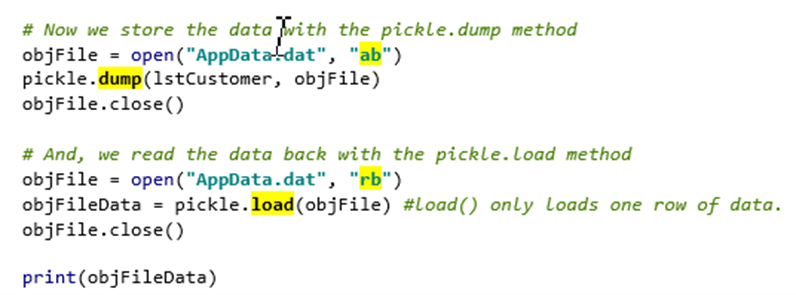 # Now we store the data with the pickle.dump method
objFile = open("AppData.dat", "ab")
pickle.dump(lstCustomer, objFile)
objFile.close()
# And, we read the data back with the pickle.load method
objFile = open("AppData.dat", "rb")
objFileData = pickle.load(objFile) #load() only loads one row of data.
objFile.close()
print(objFileData)